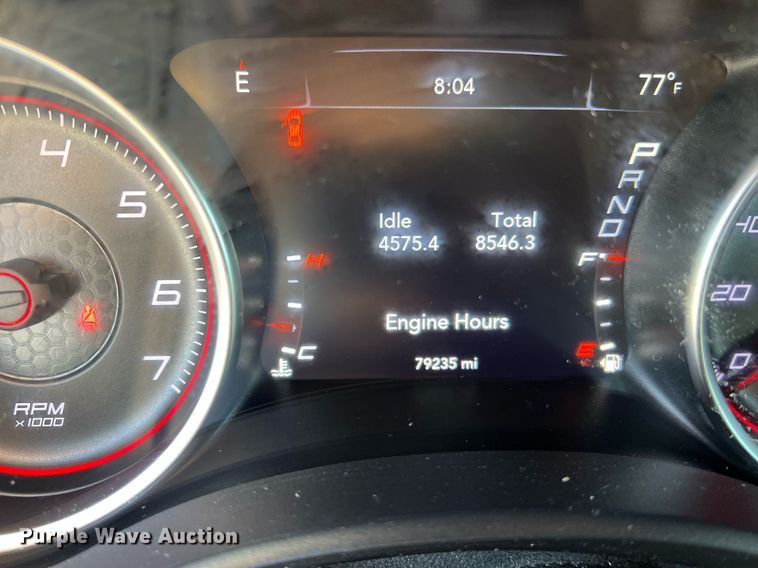 E 8:04 77°F
4
5
6
7
RPM
x1000
P
R
N
D
Idle Total
4575.4 8546.3
H F
Engine Hours
C E
79235 mi
40
20
0
Purple Wave Auction